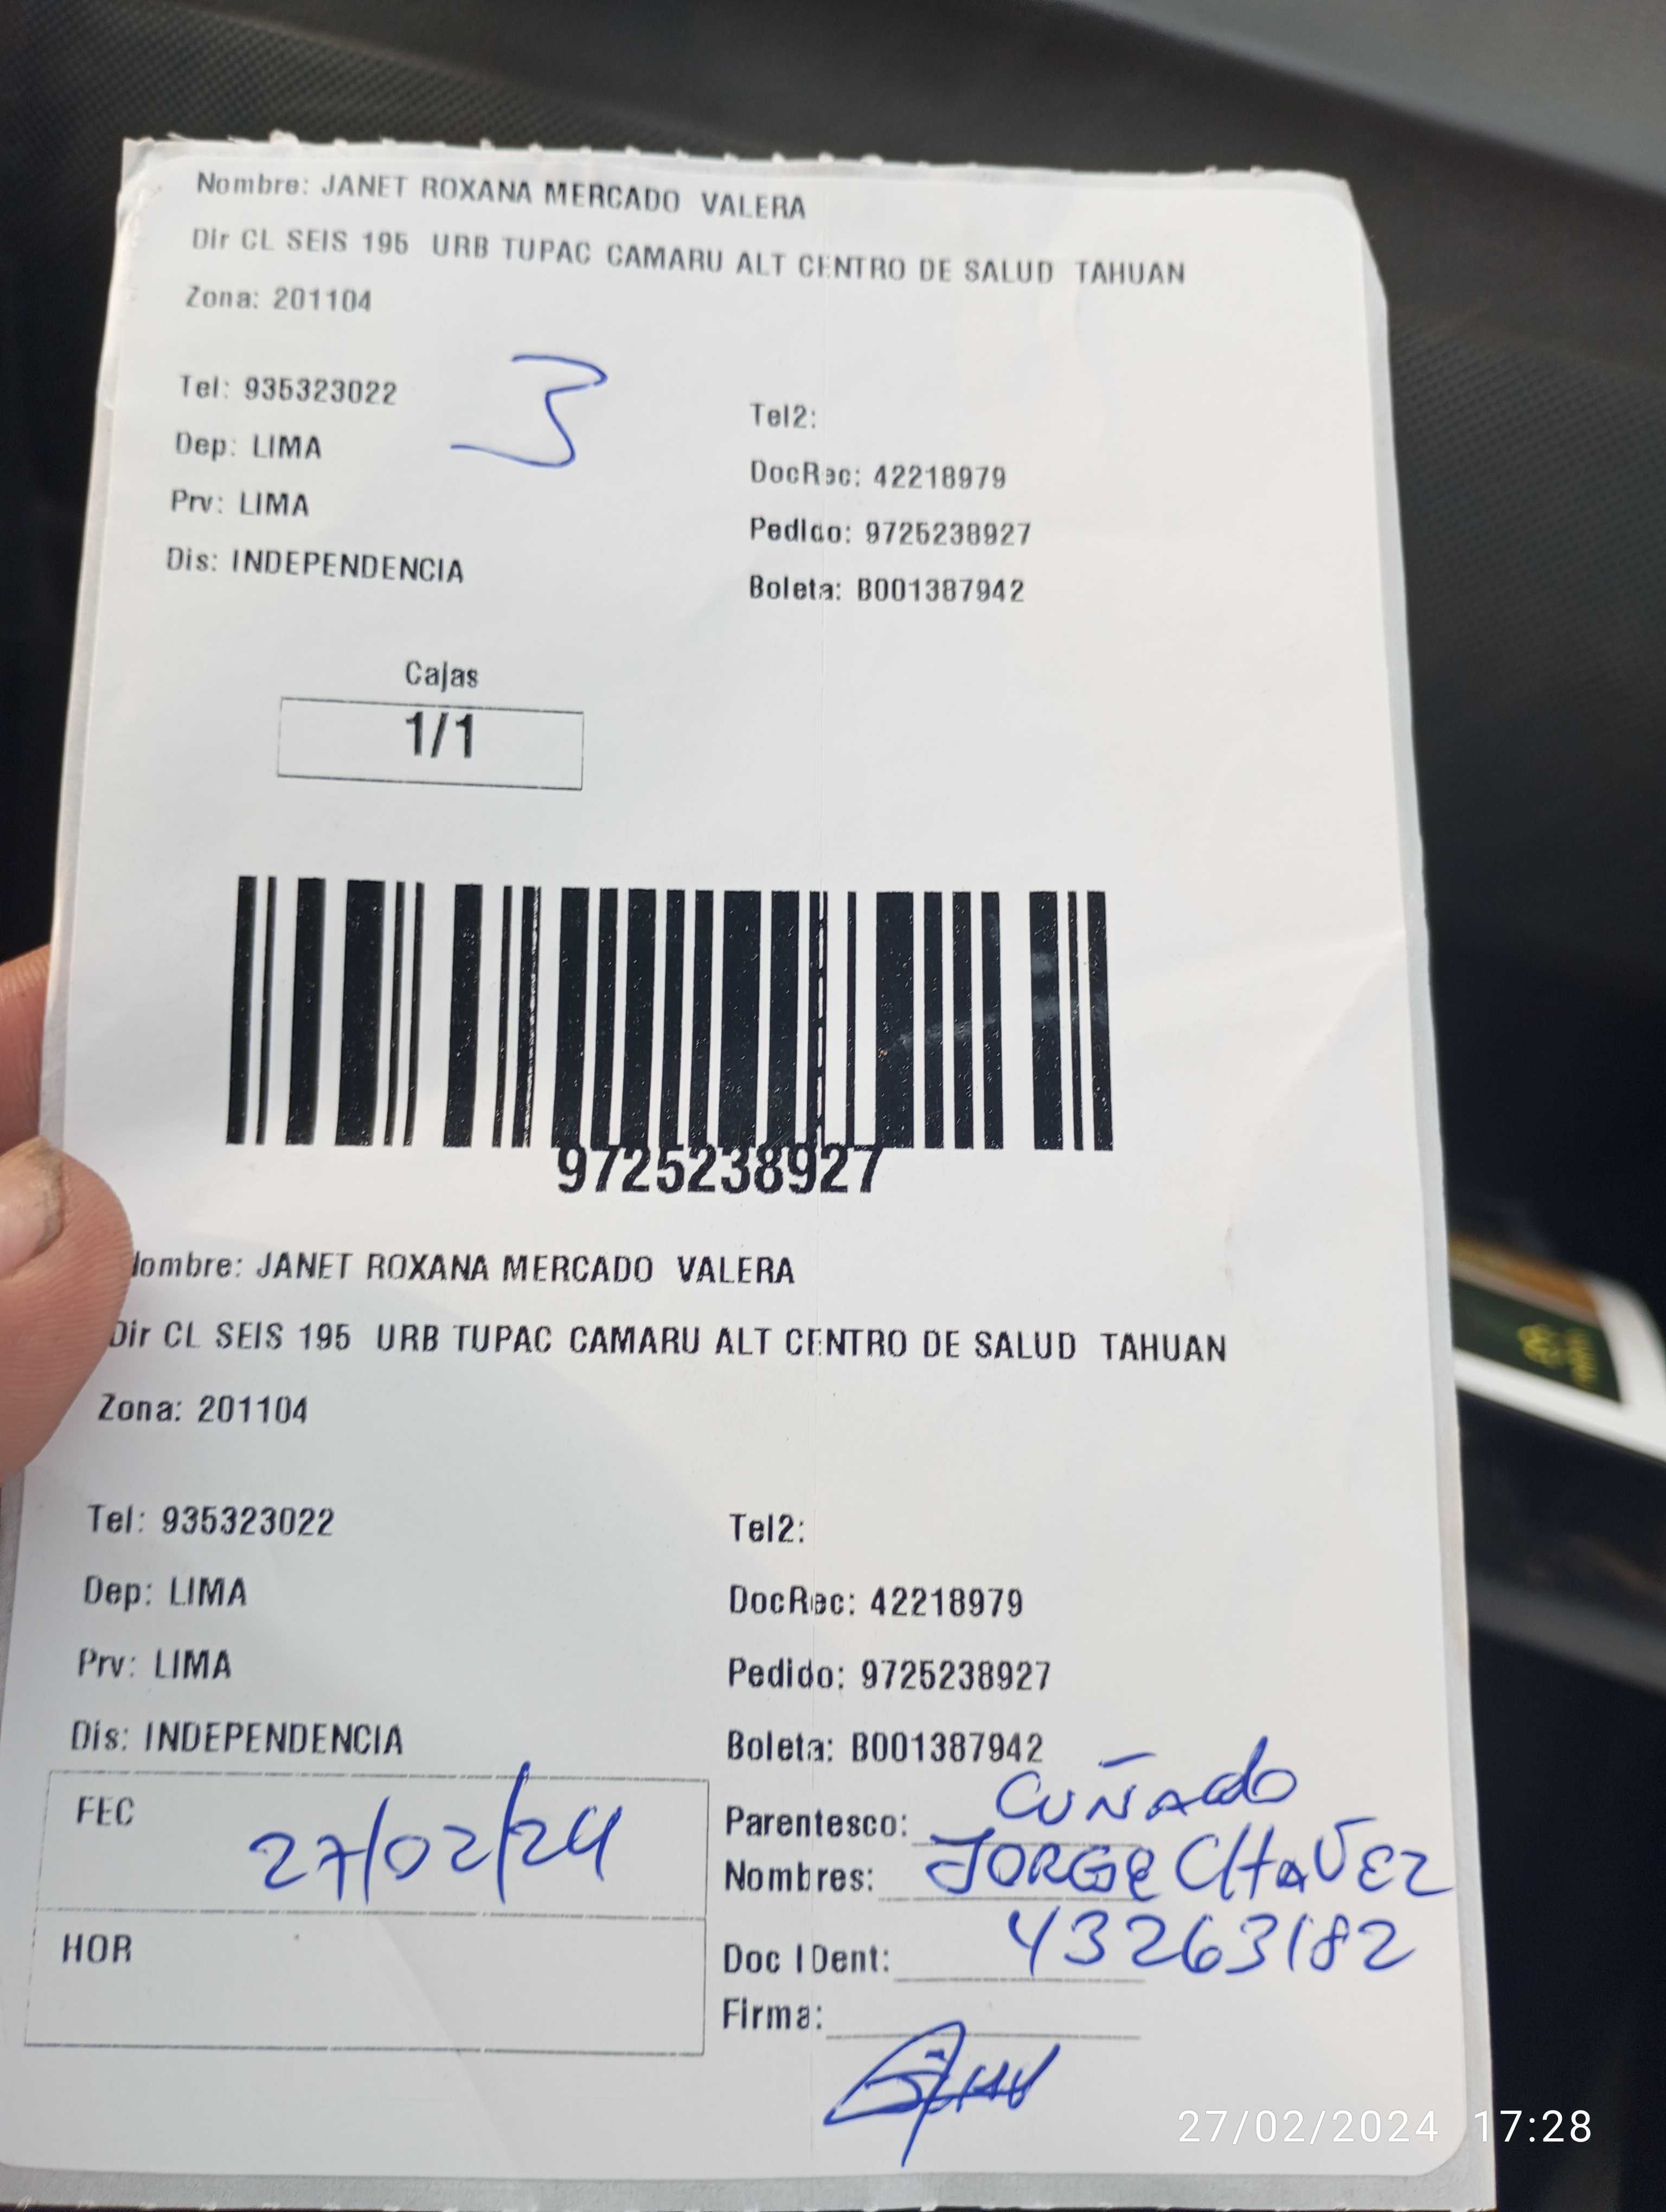 Nombre: JANET ROXANA MERCADO VALERA
Dir CL SEIS 195 URB TUPAC CAMARU ALT CENTRO DE SALUD TAHUAN
Zona: 201104
3
Tel: 935323022
Tel2:
Dep: LIMA
DocRec: 42218979
Prv: LIMA
Pedido: 9725238927
Dis: INDEPENDENCIA
Boleta: B001387942
Cajas
1/1
9725238927
Nombre: JANET ROXANA MERCADO VALERA
Dir CL SEIS 195 URB TUPAC CAMARU ALT CENTRO DE SALUD TAHUAN
Zona: 201104
Tel: 935323022
Tel2:
Dep: LIMA
DocRec: 42218979
Prv: LIMA
Pedido: 9725238927
Dis: INDEPENDENCIA
Boleta: B001387942
FEC 27/02/24
Parentesco: CUÑADO
Nombres: JORGE CHAVEZ
HOR
Doc IDent: 43263182
Firma:
27/02/2024 17:28